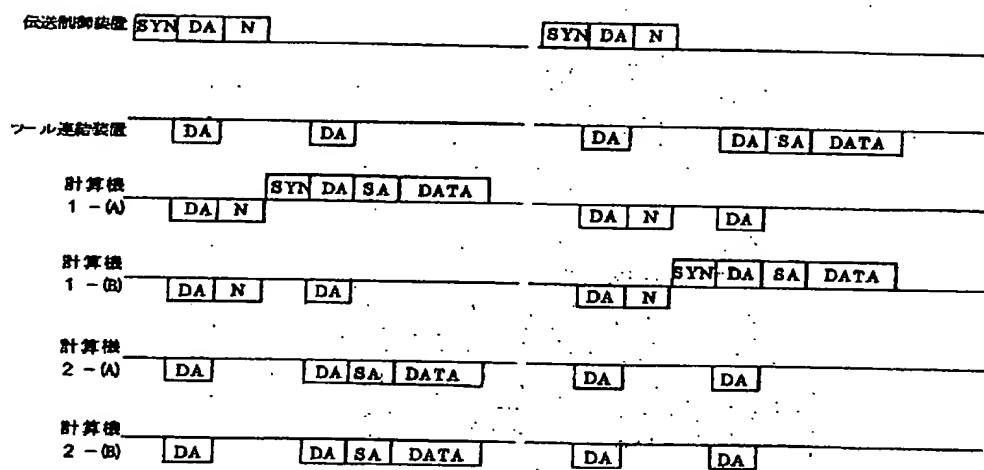 伝送制御装置 SYN DA N SYN DA N
ツール連結装置 DA DA DA DA SA DATA
計算機
1-(A) DA N SYN DA SA DATA DA N DA
計算機
1-(B) DA N DA DA N SYN DA SA DATA
計算機
2-(A) DA DA SA DATA DA DA
計算機
2-(B) DA DA SA DATA DA DA